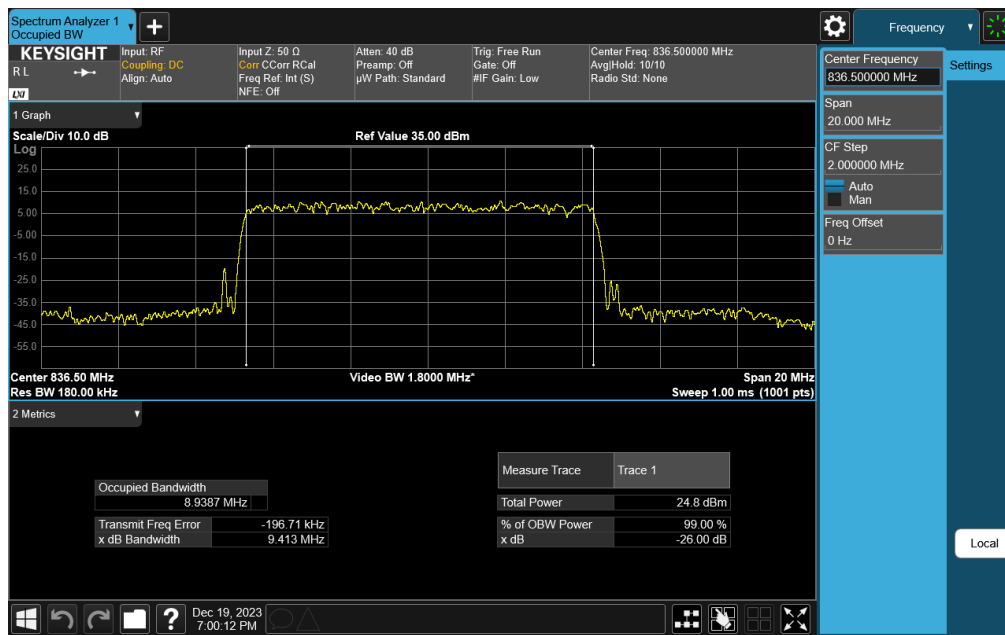 Spectrum Analyzer 1
Occupied BW
Frequency
KEYSIGHT
R L
LXI
Input: RF
Coupling: DC
Align: Auto
Input Z: 50 Ω
Corr CCorr RCal
Freq Ref: Int (S)
NFE: Off
Atten: 40 dB
Preamp: Off
µW Path: Standard
Trig: Free Run
Gate: Off
#IF Gain: Low
Center Freq: 836.500000 MHz
Avg|Hold: 10/10
Radio Std: None
Center Frequency
836.500000 MHz
Settings
Span
20.000 MHz
CF Step
2.000000 MHz
Auto
Man
Freq Offset
0 Hz
Local
1 Graph
Scale/Div 10.0 dB
Ref Value 35.00 dBm
Log
25.0
15.0
5.00
-5.00
-15.0
-25.0
-35.0
-45.0
-55.0
Center 836.50 MHz
Video BW 1.8000 MHz*
Span 20 MHz
Res BW 180.00 kHz
Sweep 1.00 ms (1001 pts)
2 Metrics
Occupied Bandwidth
8.9387 MHz
Transmit Freq Error -196.71 kHz
x dB Bandwidth 9.413 MHz
Measure Trace Trace 1
Total Power 24.8 dBm
% of OBW Power 99.00 %
x dB -26.00 dB
?
Dec 19, 2023
7:00:12 PM